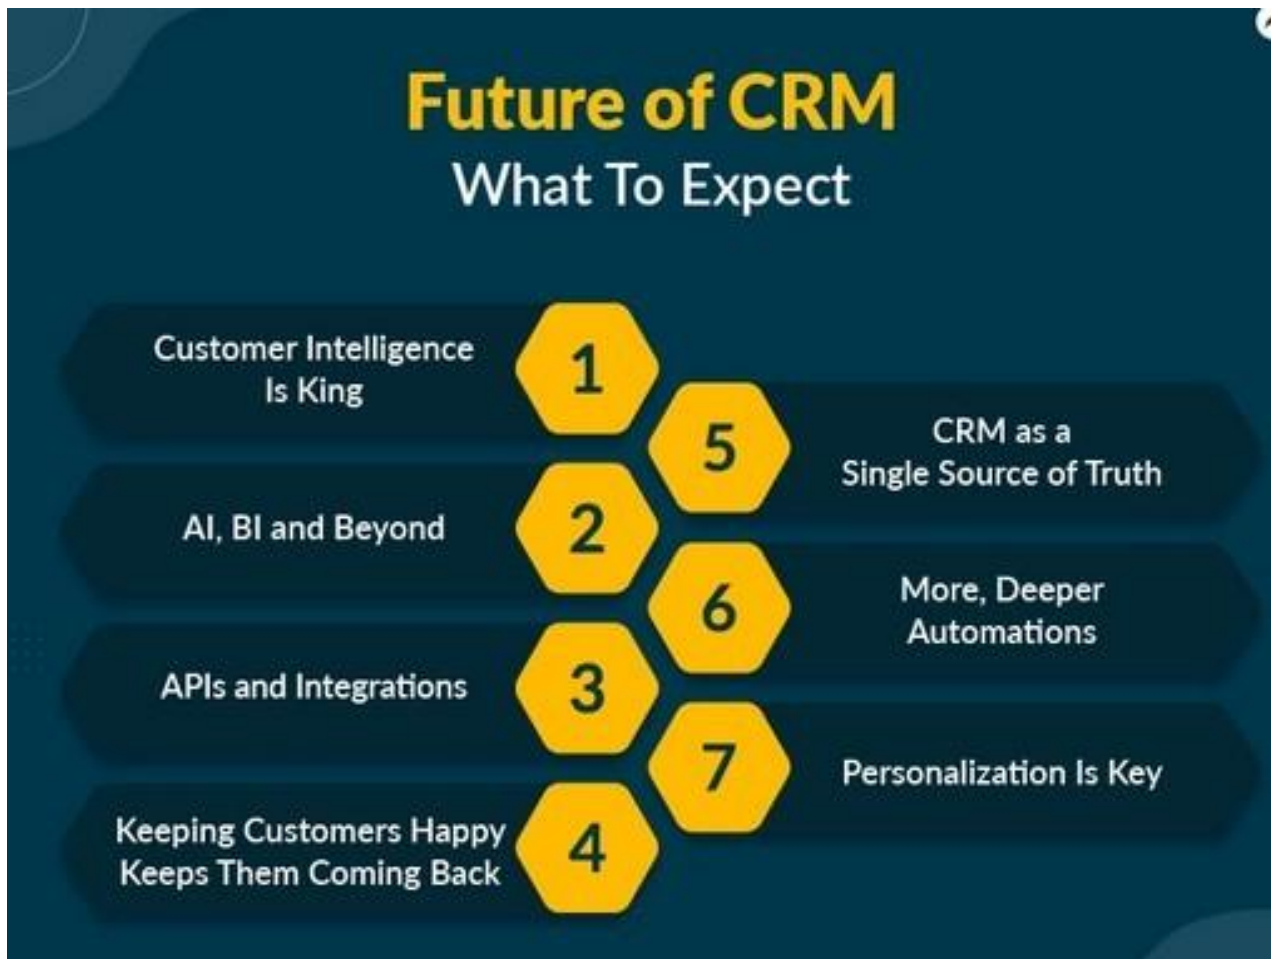 Future of CRM
What To Expect
Customer Intelligence
Is King
1
AI, BI and Beyond
2
APIs and Integrations
3
Keeping Customers Happy
Keeps Them Coming Back
4
5
CRM as a
Single Source of Truth
6
More, Deeper
Automations
7
Personalization Is Key